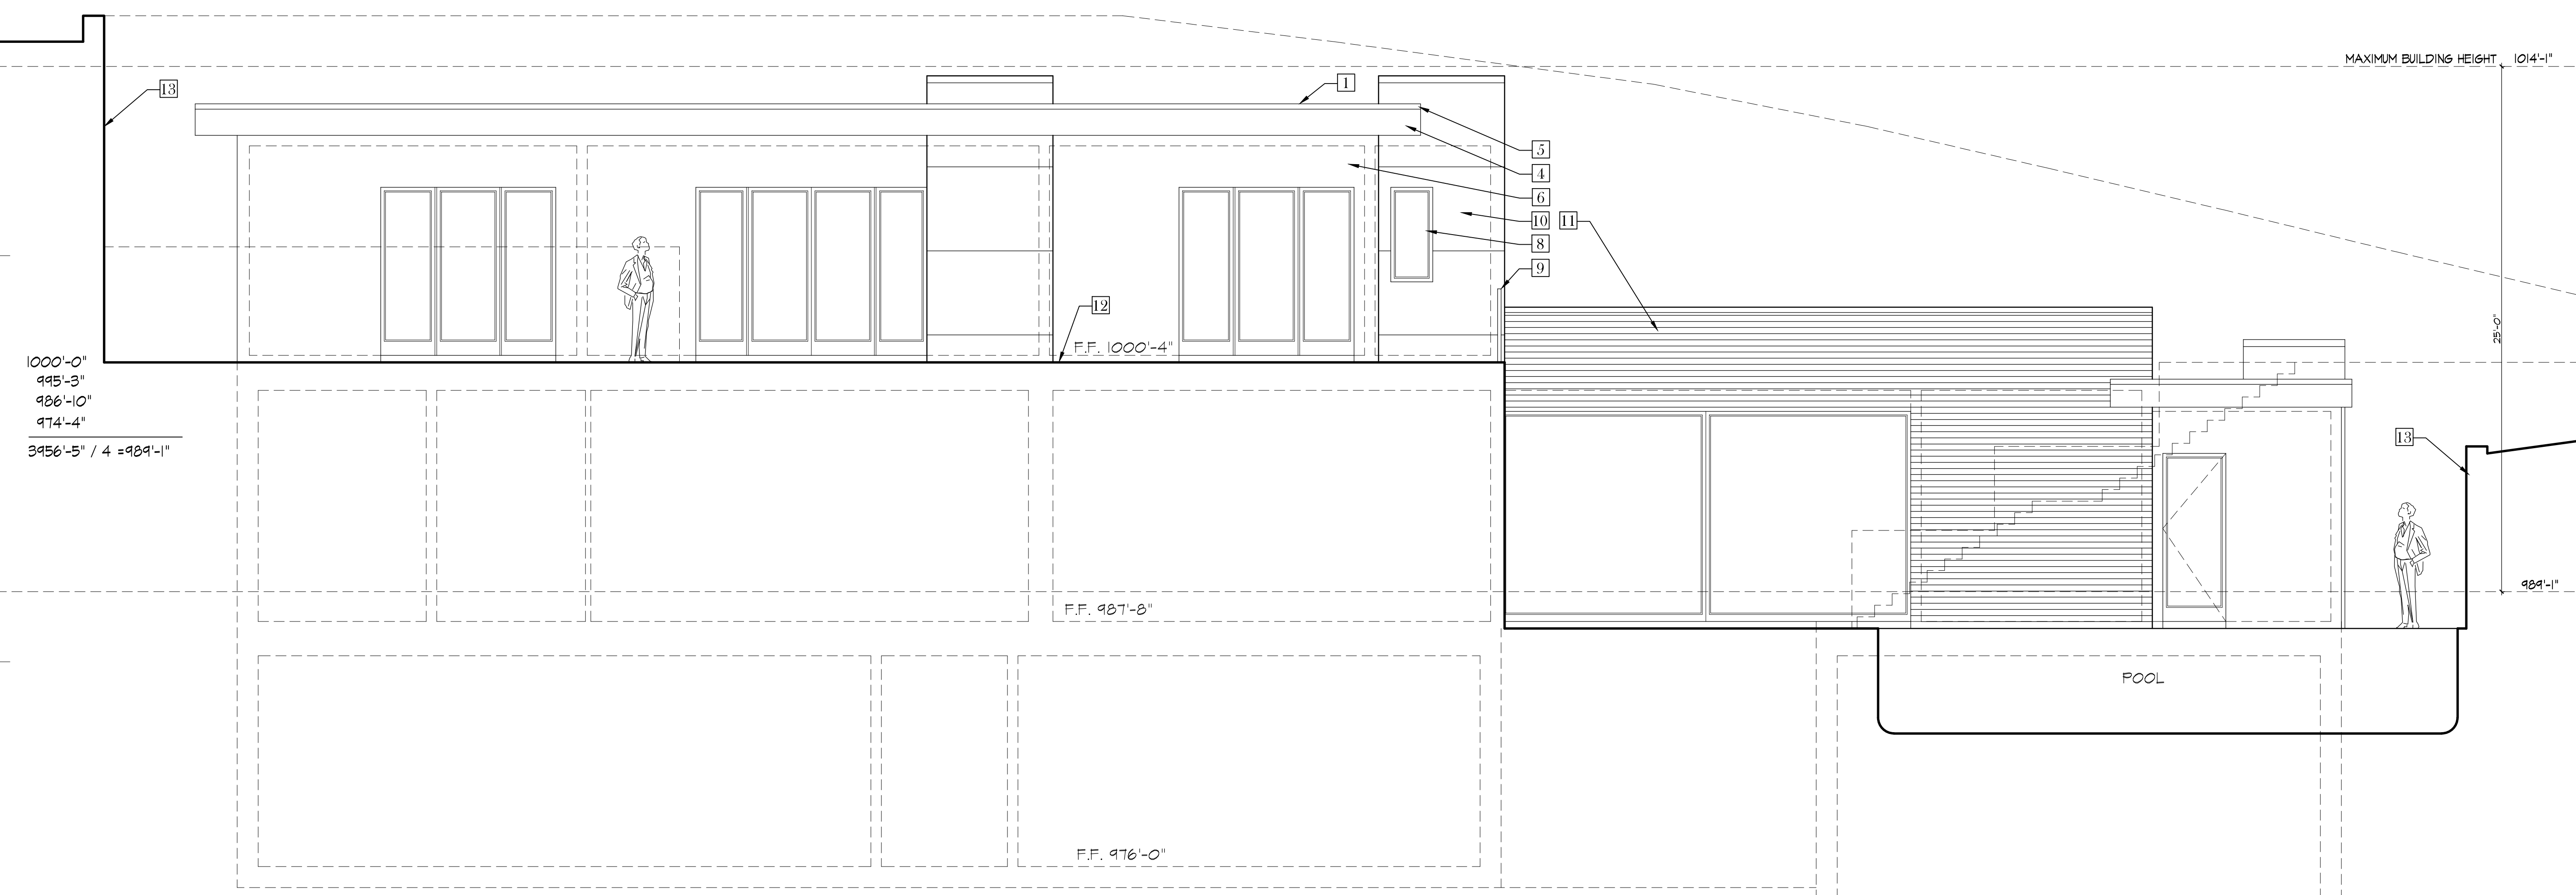 MAXIMUM BUILDING HEIGHT 1014'-1"
13
1
5
4
6
10 11
8
9
12
F.F. 1000'-4"
25'-0"
1000'-0"
995'-3"
986'-10"
974'-4"
3956'-5" / 4 =989'-1"
13
989'-1"
F.F. 987'-8"
POOL
F.F. 976'-0"